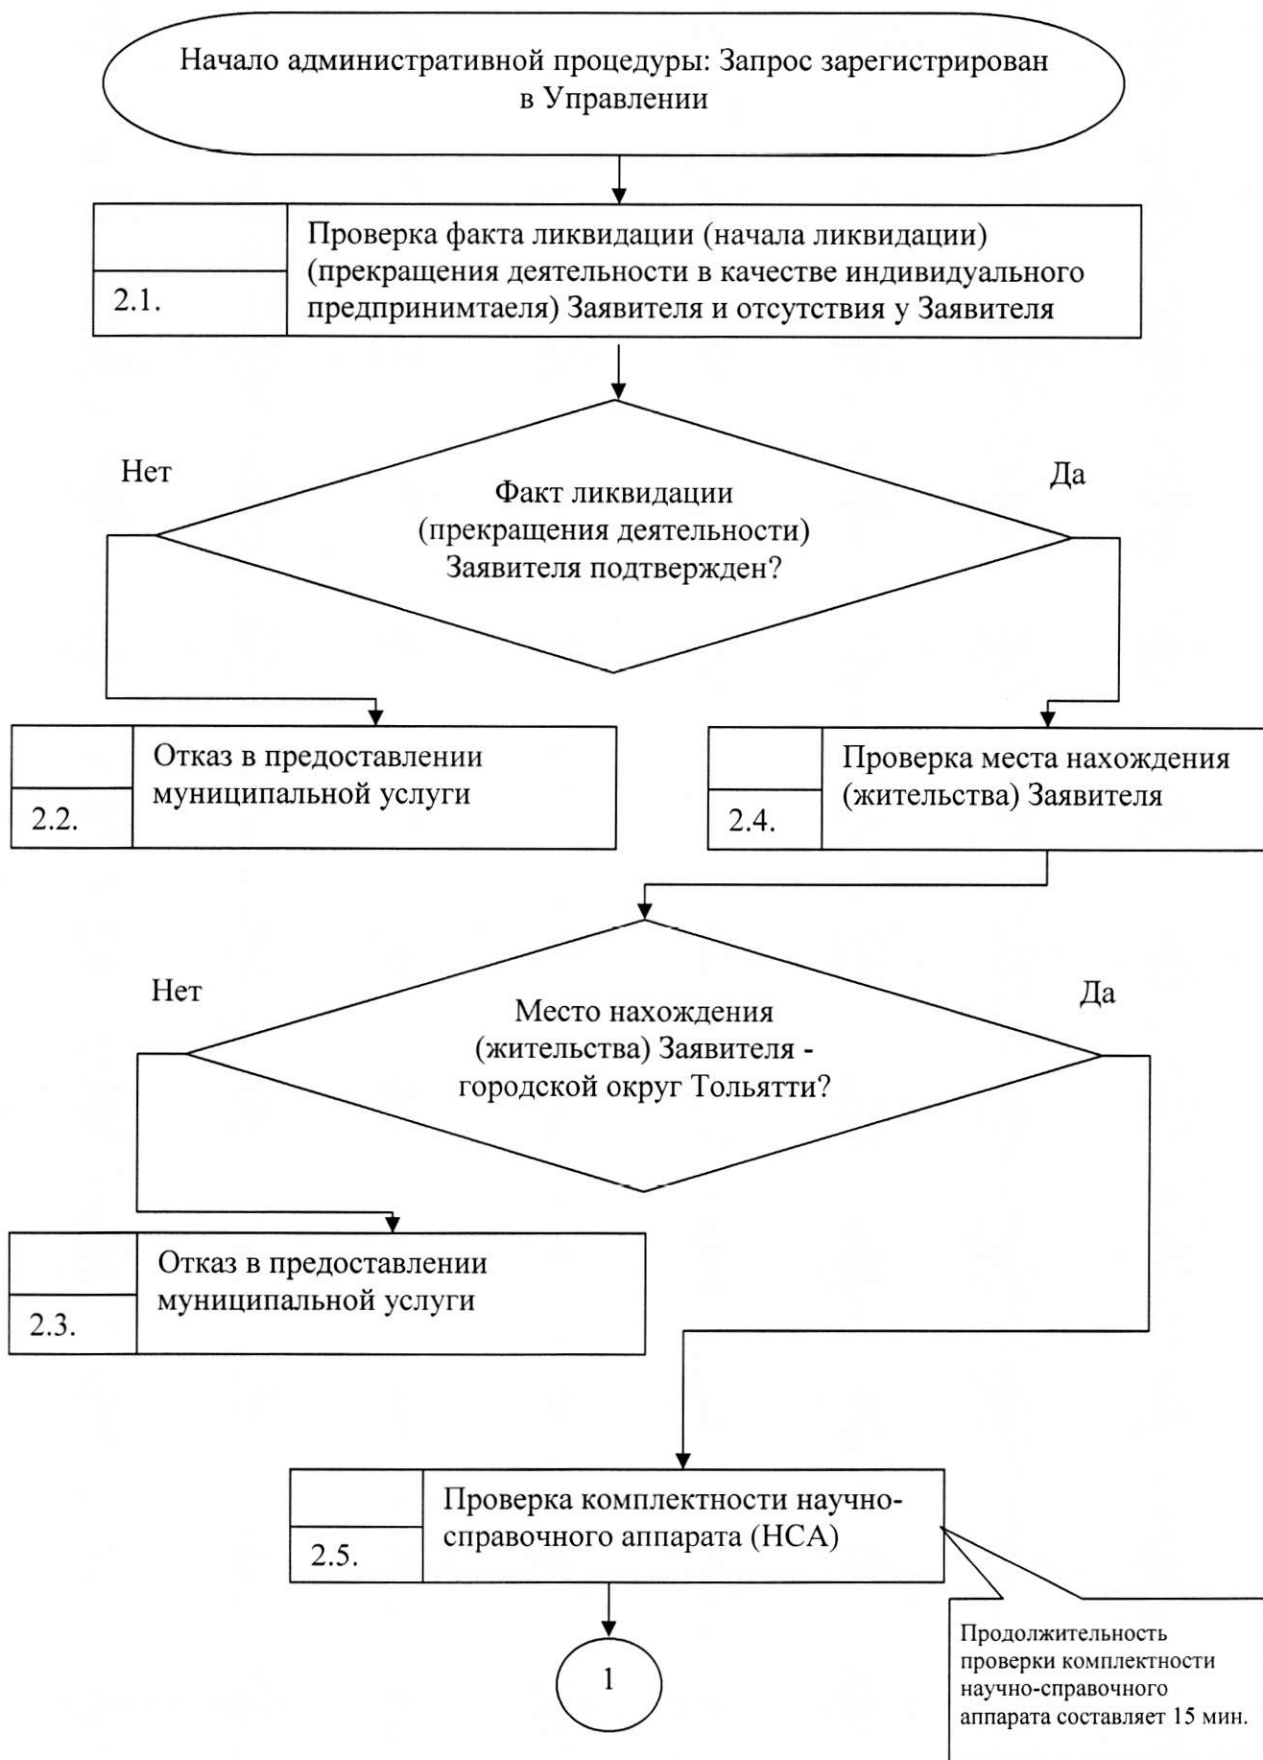 Начало административной процедуры: Запрос зарегистрирован
в Управлении
Проверка факта ликвидации (начала ликвидации)
(прекращения деятельности в качестве индивидуального
2.1.
предпринимтаеля) Заявителя и отсутствия у Заявителя
Нет
Да
Факт ликвидации
(прекращения деятельности)
Заявителя подтвержден?
Отказ в предоставлении
муниципальной услуги
2.2.
Проверка места нахождения
(жительства) Заявителя
2.4.
Нет
Да
Место нахождения
(жительства) Заявителя -
городской округ Тольятти?
Отказ в предоставлении
муниципальной услуги
2.3.
Проверка комплектности научно-
справочного аппарата (НСА)
2.5.
Продолжительность
проверки комплектности
научно-справочного
аппарата составляет 15 мин.
1